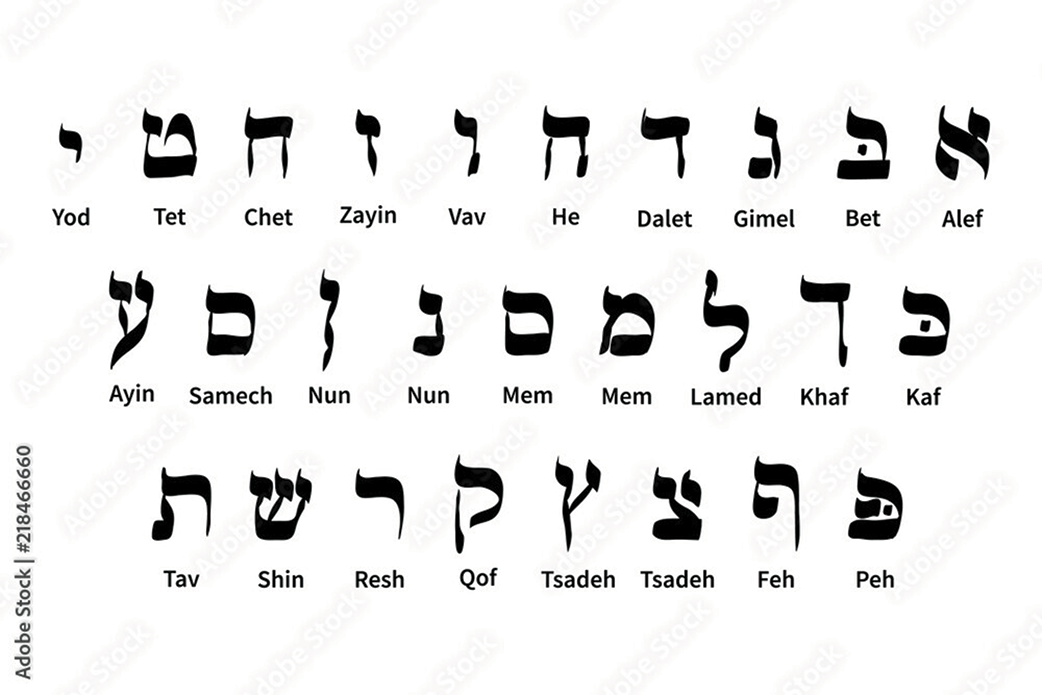 א בּ ג ד ה ו ז ח ט י
Alef Bet Gimel Dalet He Vav Zayin Chet Tet Yod
כּ ך ל מ ם נ ן ס ע
Kaf Khaf Lamed Mem Mem Nun Nun Samech Ayin
פּ ף צ ץ ק ר ש ת
Peh Feh Tsadeh Tsadeh Qof Resh Shin Tav
Adobe Stock | #218466660